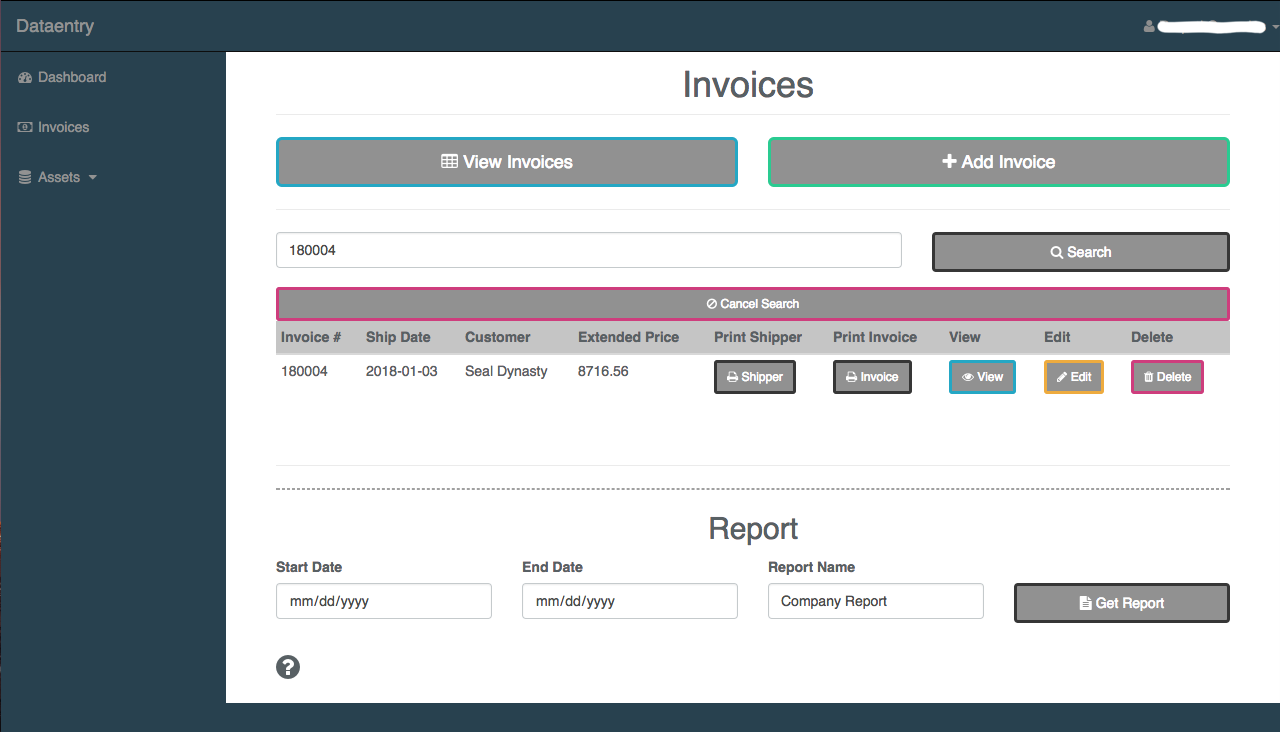 Dataentry
Dashboard
Invoices
Assets
Invoices
View Invoices
Add Invoice
180004
Search
Cancel Search
Invoice # Ship Date Customer Extended Price Print Shipper Print Invoice View Edit Delete
180004 2018-01-03 Seal Dynasty 8716.56 Shipper Invoice View Edit Delete
Report
Start Date End Date Report Name
mm/dd/yyyy mm/dd/yyyy Company Report Get Report
?